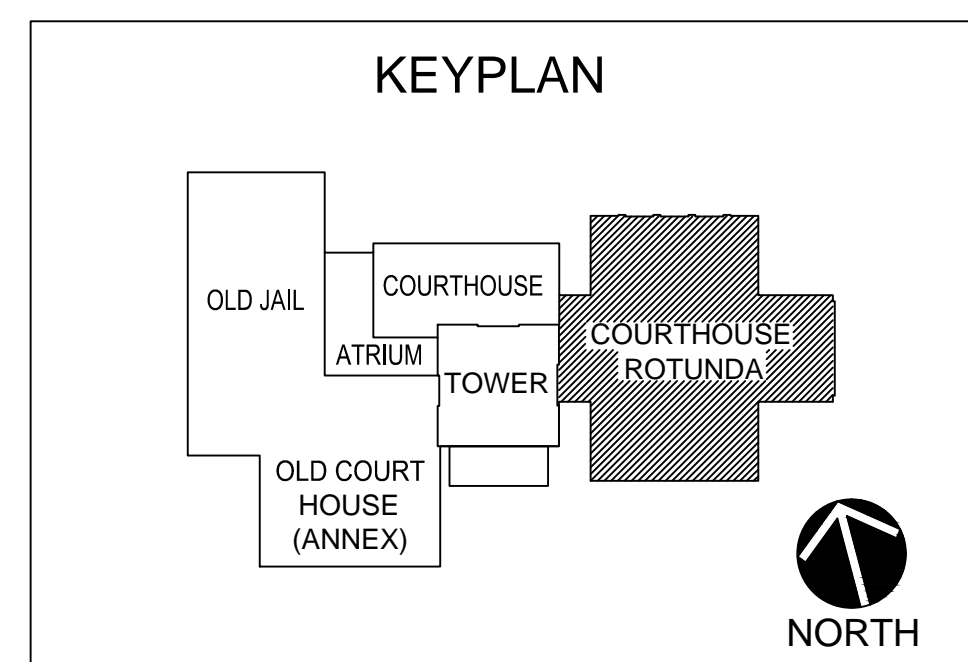 KEYPLAN
OLD JAIL
COURTHOUSE
ATRIUM
TOWER
COURTHOUSE
ROTUNDA
OLD COURT
HOUSE
(ANNEX)
NORTH